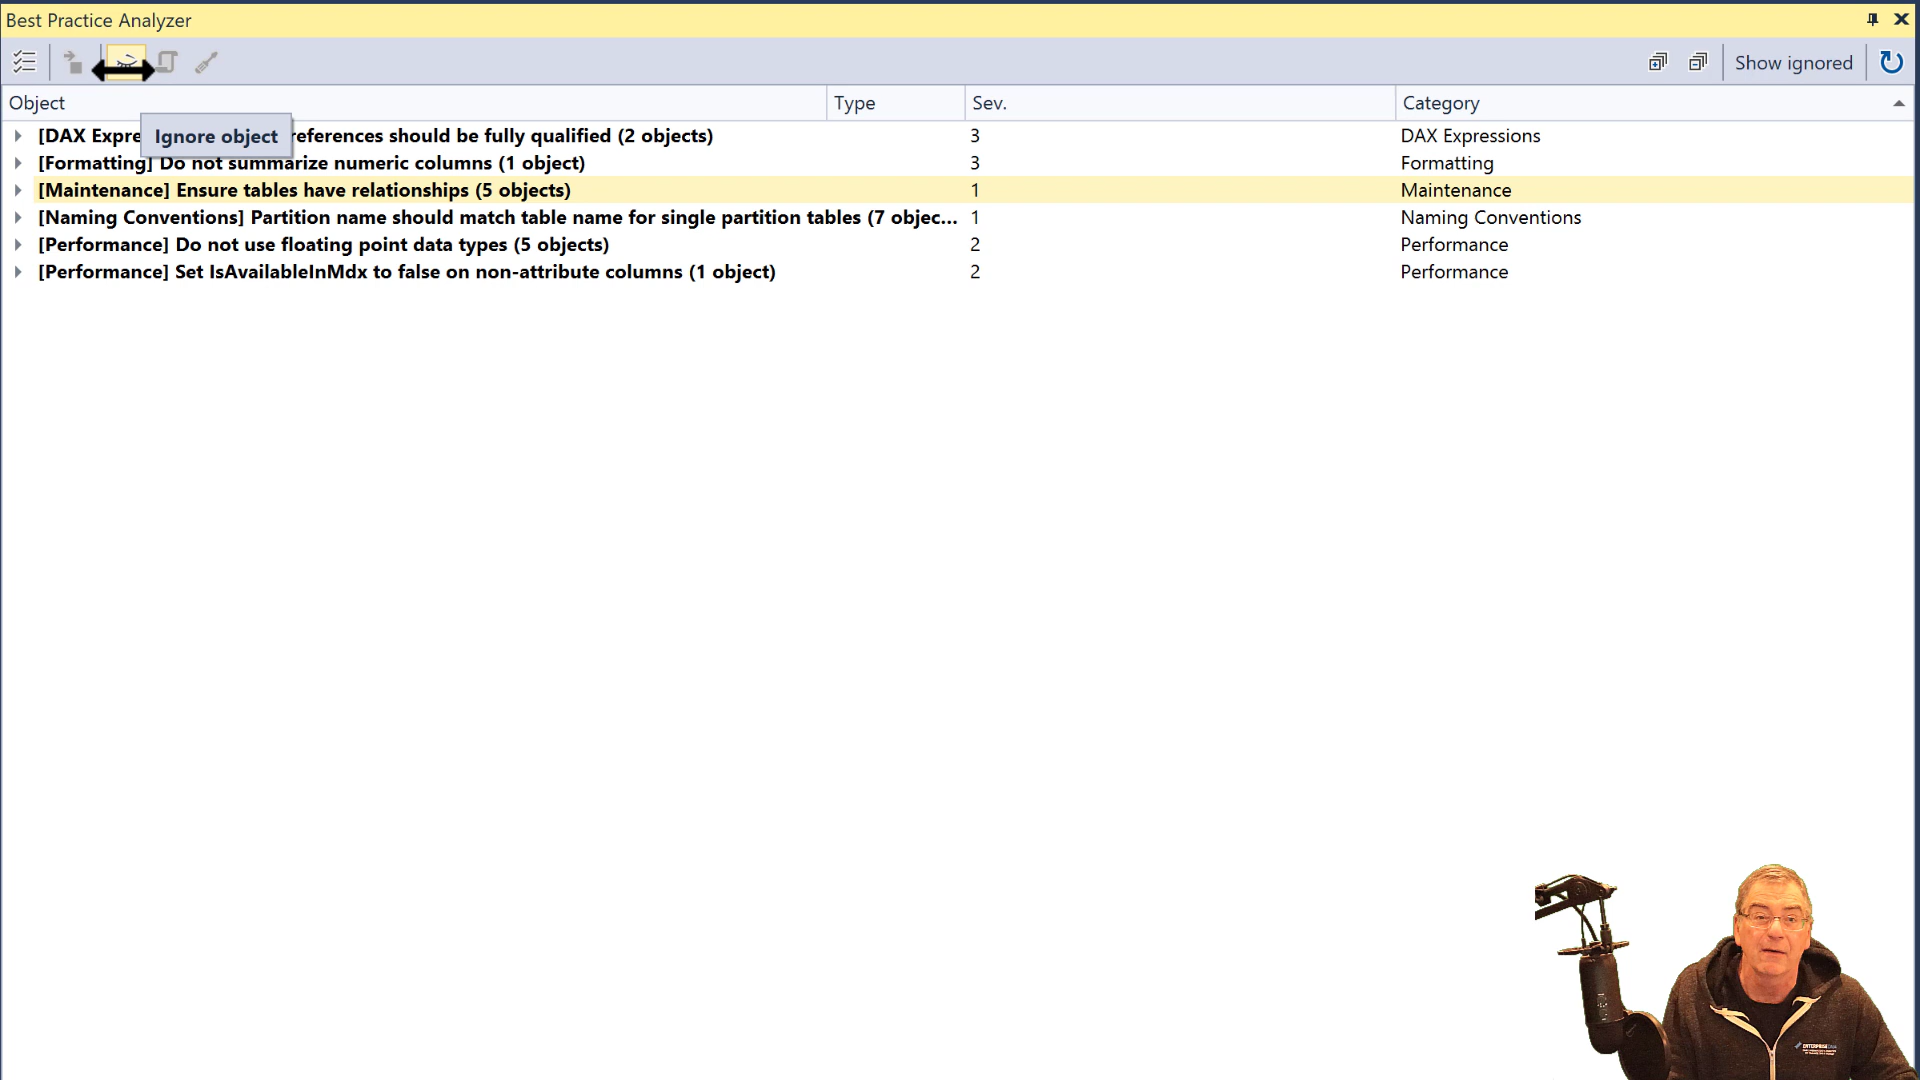 Best Practice Analyzer
Show ignored
Object Type Sev. Category
Ignore object
[DAX Expre references should be fully qualified (2 objects) 3 DAX Expressions
[Formatting] Do not summarize numeric columns (1 object) 3 Formatting
[Maintenance] Ensure tables have relationships (5 objects) 1 Maintenance
[Naming Conventions] Partition name should match table name for single partition tables (7 objec... 1 Naming Conventions
[Performance] Do not use floating point data types (5 objects) 2 Performance
[Performance] Set IsAvailableInMdx to false on non-attribute columns (1 object) 2 Performance
ENTERPRISE DNA